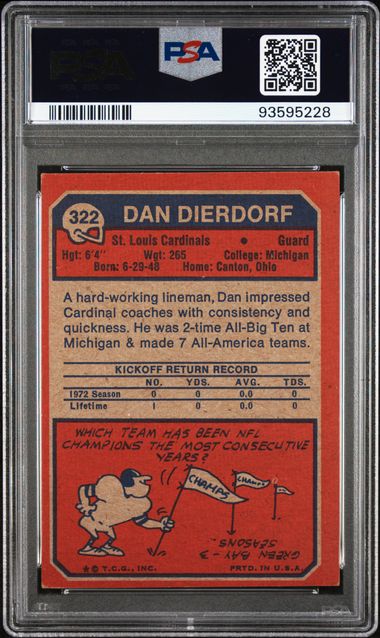 PSA
PSA
93595228
322
DAN DIERDORF
St. Louis Cardinals • Guard
Hgt: 6'4" Wgt: 265 College: Michigan
Born: 6-29-48 Home: Canton, Ohio
A hard-working lineman, Dan impressed
Cardinal coaches with consistency and
quickness. He was 2-time All-Big Ten at
Michigan & made 7 All-America teams.
KICKOFF RETURN RECORD
NO. YDS. AVG. TDS.
1972 Season 0 0 0.0 0
Lifetime 1 0 0.0 0
WHICH TEAM HAS BEEN NFL
CHAMPIONS THE MOST CONSECUTIVE
YEARS?
CHAMPS
CHAMPS
GREEN BAY - 3
SEASONS
★ © T.C.G., INC. PRTD. IN U.S.A.